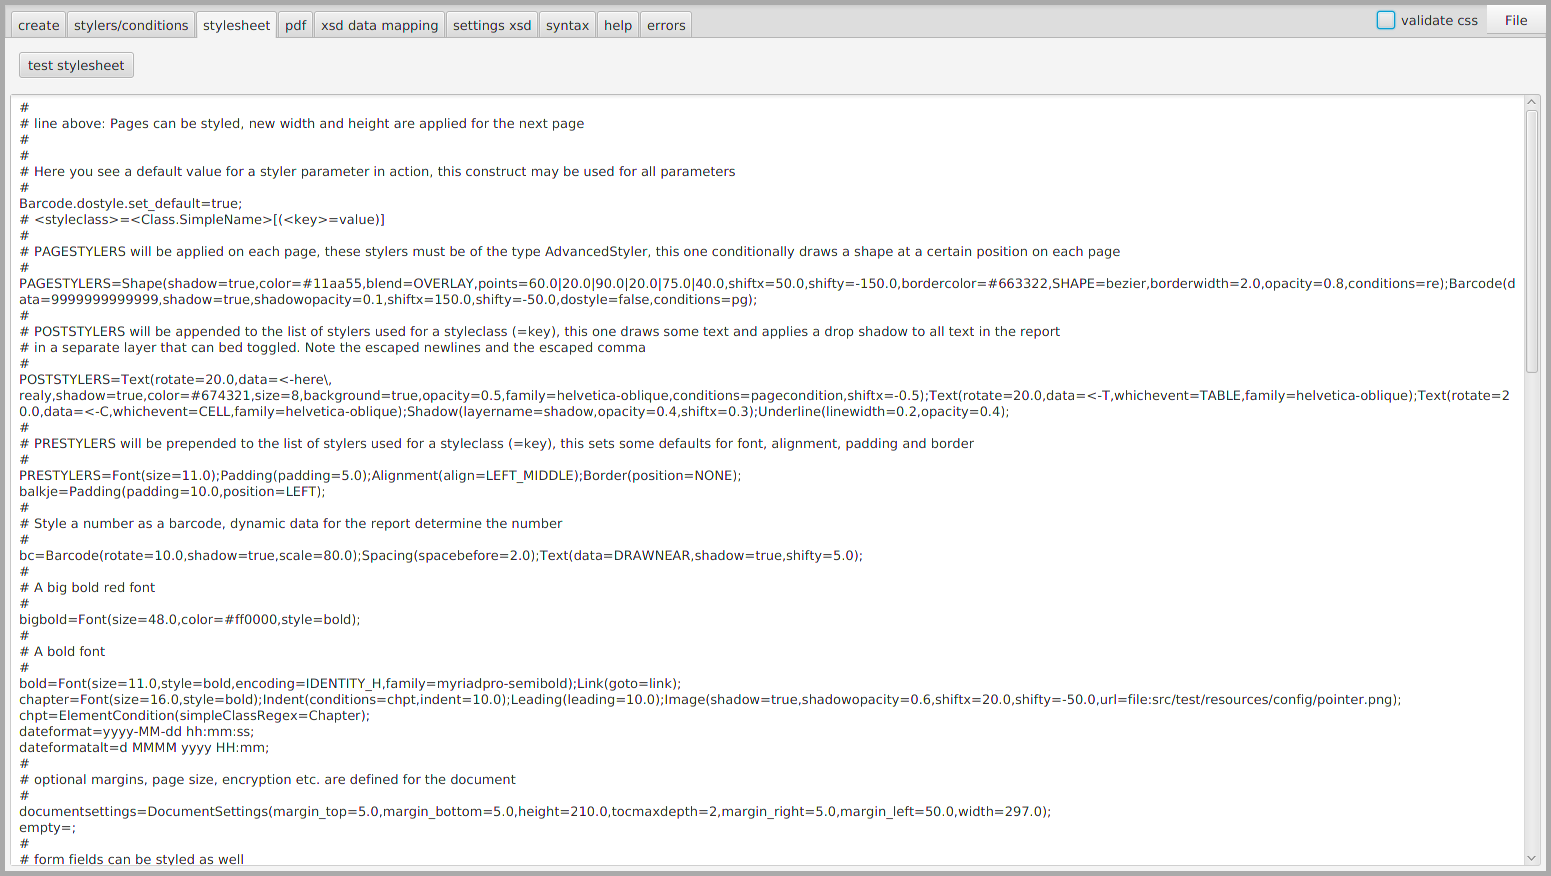 create stylers/conditions stylesheet pdf xsd data mapping settings xsd syntax help errors validate css File
test stylesheet
#
# line above: Pages can be styled, new width and height are applied for the next page
#
#
# Here you see a default value for a styler parameter in action, this construct may be used for all parameters
#
Barcode.dostyle.set_default=true;
# <styleclass>=<Class.SimpleName>[(<key>=value)]
#
# PAGESTYLERS will be applied on each page, these stylers must be of the type AdvancedStyler, this one conditionally draws a shape at a certain position on each page
#
PAGESTYLERS=Shape(shadow=true,color=#11aa55,blend=OVERLAY,points=60.0|20.0|90.0|20.0|75.0|40.0,shiftx=50.0,shifty=-150.0,bordercolor=#663322,SHAPE=bezier,borderwidth=2.0,opacity=0.8,conditions=re);Barcode(d
ata=9999999999999,shadow=true,shadowopacity=0.1,shiftx=150.0,shifty=-50.0,dostyle=false,conditions=pg);
#
# POSTSTYLERS will be appended to the list of stylers used for a styleclass (=key), this one draws some text and applies a drop shadow to all text in the report
# in a separate layer that can bed toggled. Note the escaped newlines and the escaped comma
#
POSTSTYLERS=Text(rotate=20.0,data=<-here\,
realy,shadow=true,color=#674321,size=8,background=true,opacity=0.5,family=helvetica-oblique,conditions=pagecondition,shiftx=-0.5);Text(rotate=20.0,data=<-T,whichevent=TABLE,family=helvetica-oblique);Text(rotate=2
0.0,data=<-C,whichevent=CELL,family=helvetica-oblique);Shadow(layername=shadow,opacity=0.4,shiftx=0.3);Underline(linewidth=0.2,opacity=0.4);
#
# PRESTYLERS will be prepended to the list of stylers used for a styleclass (=key), this sets some defaults for font, alignment, padding and border
#
PRESTYLERS=Font(size=11.0);Padding(padding=5.0);Alignment(align=LEFT_MIDDLE);Border(position=NONE);
balkje=Padding(padding=10.0,position=LEFT);
#
# Style a number as a barcode, dynamic data for the report determine the number
#
bc=Barcode(rotate=10.0,shadow=true,scale=80.0);Spacing(spacebefore=2.0);Text(data=DRAWNEAR,shadow=true,shifty=5.0);
#
# A big bold red font
#
bigbold=Font(size=48.0,color=#ff0000,style=bold);
#
# A bold font
#
bold=Font(size=11.0,style=bold,encoding=IDENTITY_H,family=myriadpro-semibold);Link(goto=link);
chapter=Font(size=16.0,style=bold);Indent(conditions=chpt,indent=10.0);Leading(leading=10.0);Image(shadow=true,shadowopacity=0.6,shiftx=20.0,shifty=-50.0,url=file:src/test/resources/config/pointer.png);
chpt=ElementCondition(simpleClassRegex=Chapter);
dateformat=yyyy-MM-dd hh:mm:ss;
dateformatalt=d MMMM yyyy HH:mm;
#
# optional margins, page size, encryption etc. are defined for the document
#
documentsettings=DocumentSettings(margin_top=5.0,margin_bottom=5.0,height=210.0,tocmaxdepth=2,margin_right=5.0,margin_left=50.0,width=297.0);
empty=;
#
# form fields can be styled as well